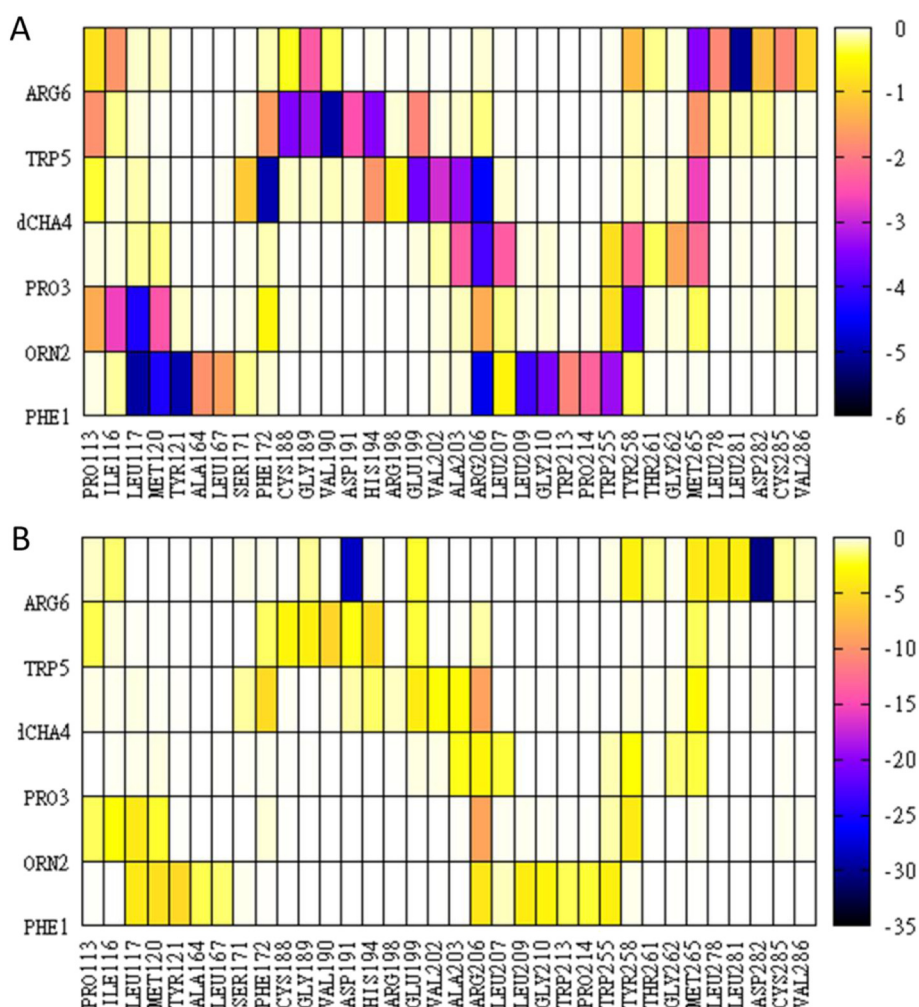 A
ARG6
TRP5
dCHA4
PRO3
ORN2
PHE1
PRO113 ILE116 LEU117 MET120 TYR121 ALA164 LEU167 SER171 PHE172 CYS188 GLY189 VAL190 ASP191 HIS194 ARG198 GLU199 VAL202 ALA203 ARG206 LEU207 LEU209 GLY210 TRP213 PRO214 TRP255 TYR258 THR261 GLY262 MET265 LEU278 LEU281 ASP282 CYS285 VAL286
0
-1
-2
-3
-4
-5
-6
B
ARG6
TRP5
dCHA4
PRO3
ORN2
PHE1
PRO113 ILE116 LEU117 MET120 TYR121 ALA164 LEU167 SER171 PHE172 CYS188 GLY189 VAL190 ASP191 HIS194 ARG198 GLU199 VAL202 ALA203 ARG206 LEU207 LEU209 GLY210 TRP213 PRO214 TRP255 TYR258 THR261 GLY262 MET265 LEU278 LEU281 ASP282 CYS285 VAL286
0
-5
-10
-15
-20
-25
-30
-35